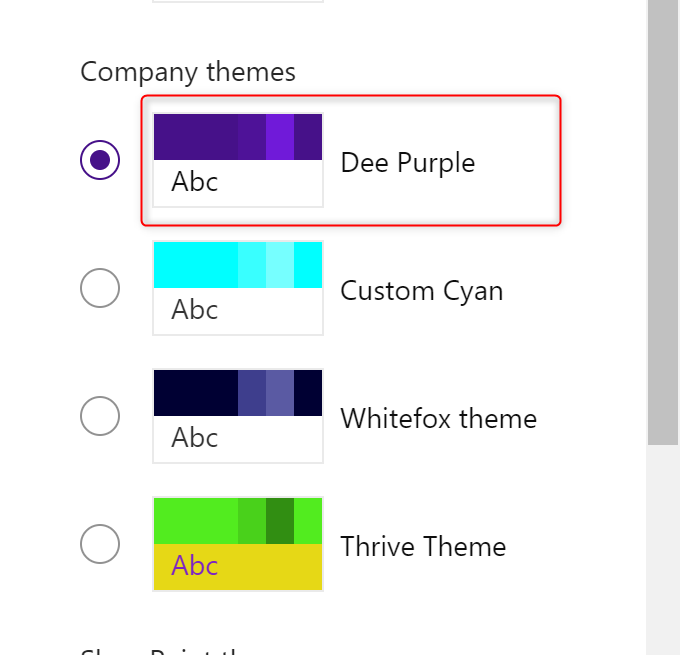 Company themes
Abc
Dee Purple
Abc
Custom Cyan
Abc
Whitefox theme
Abc
Thrive Theme